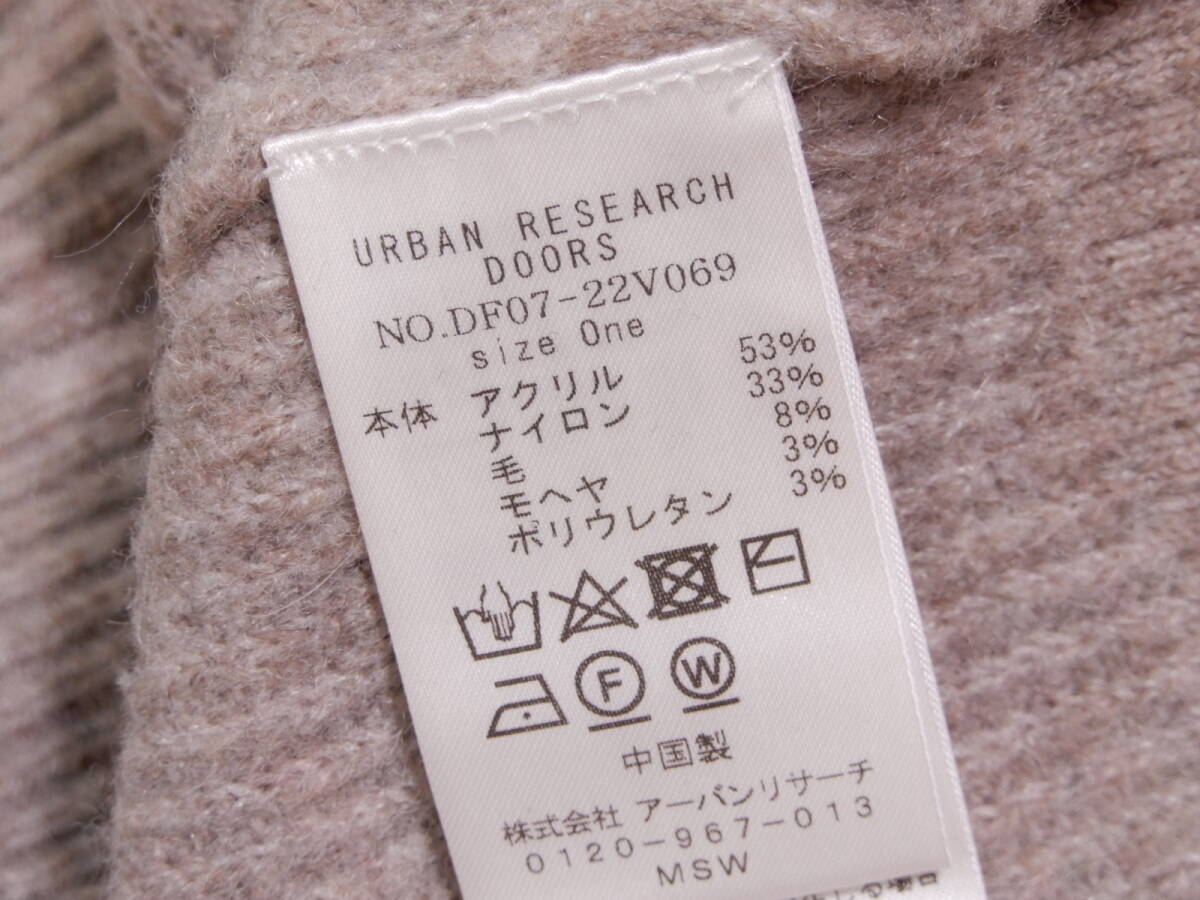 URBAN RESEARCH
DOORS
NO.DF07-22V069
size One
本体 アクリル 53%
ナイロン 33%
毛 8%
モヘヤ 3%
ポリウレタン 3%
F W
中国製
株式会社 アーバンリサーチ
0120-967-013
MSW